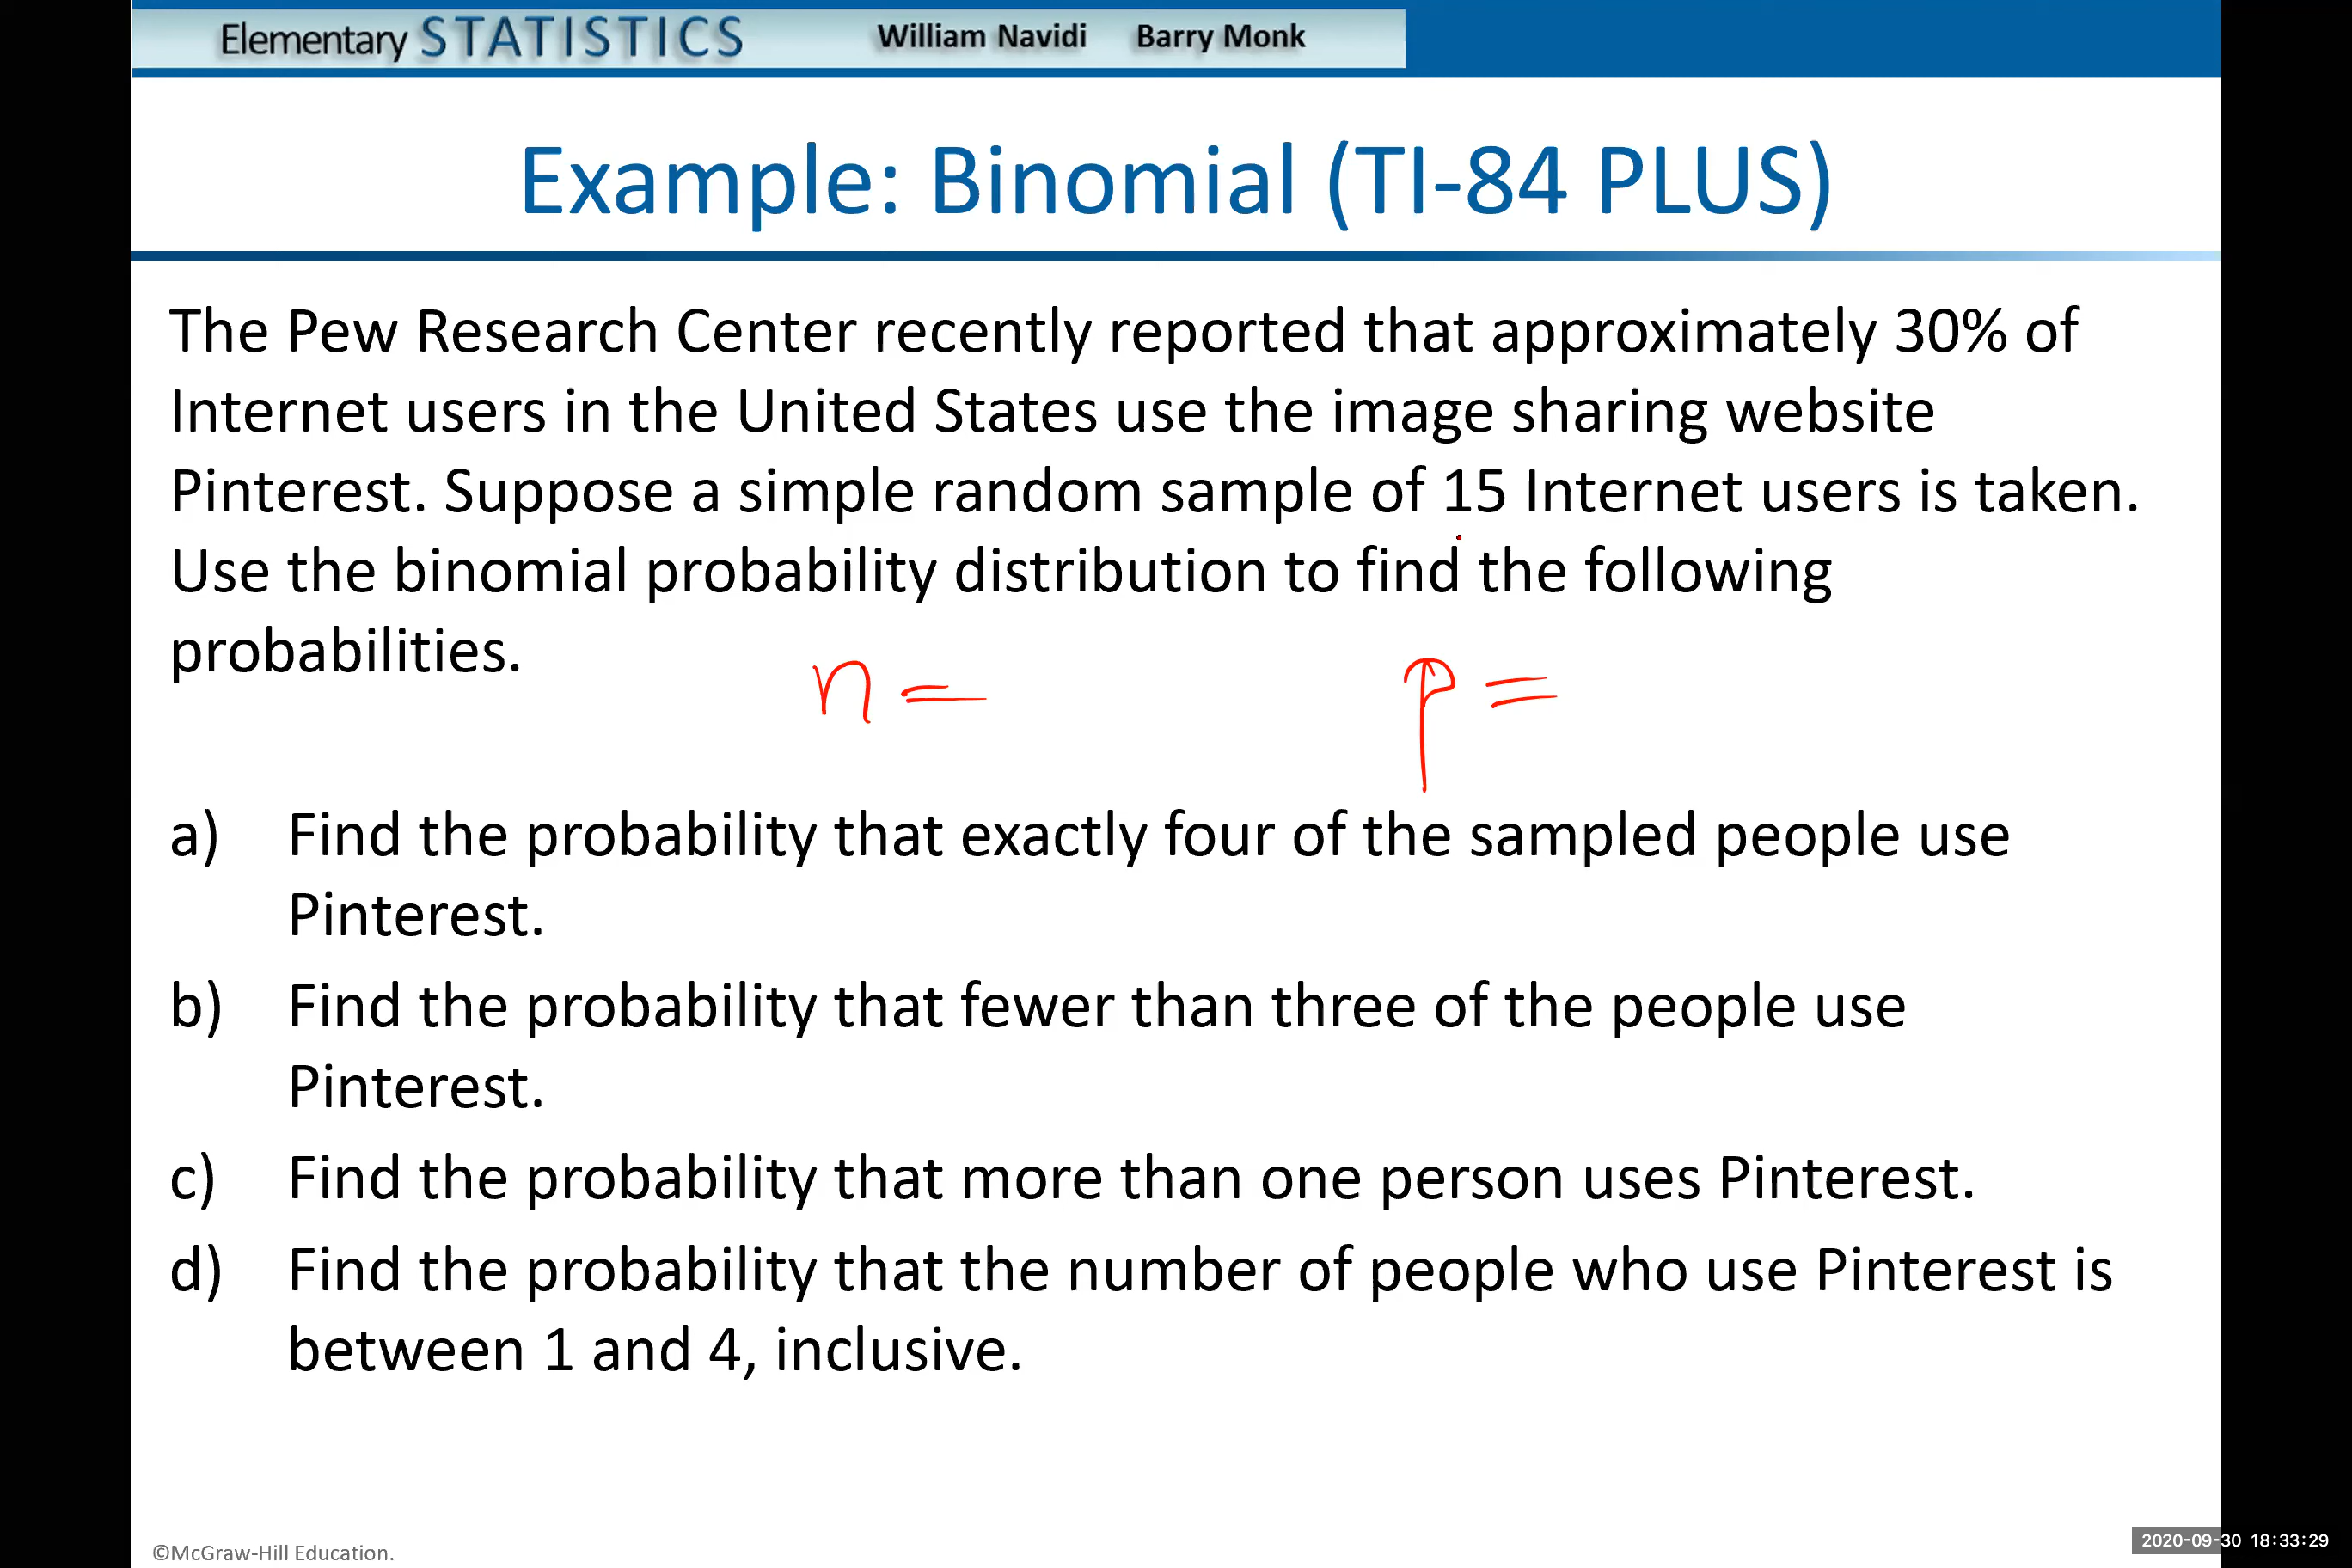 Elementary STATISTICS William Navidi Barry Monk
Example: Binomial (TI-84 PLUS)
The Pew Research Center recently reported that approximately 30% of
Internet users in the United States use the image sharing website
Pinterest. Suppose a simple random sample of 15 Internet users is taken.
Use the binomial probability distribution to find the following
probabilities.
n = p =
a) Find the probability that exactly four of the sampled people use
Pinterest.
b) Find the probability that fewer than three of the people use
Pinterest.
c) Find the probability that more than one person uses Pinterest.
d) Find the probability that the number of people who use Pinterest is
between 1 and 4, inclusive.
©McGraw-Hill Education.
2020-09-30 18:33:29